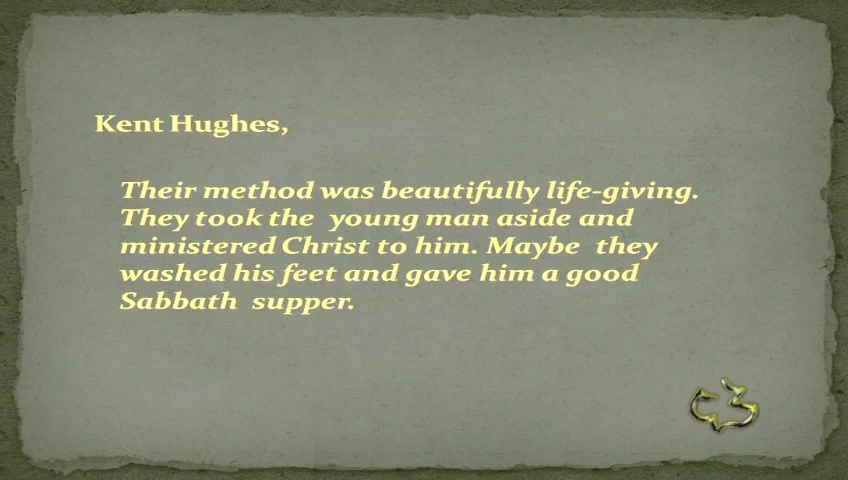 Kent Hughes,
Their method was beautifully life-giving.
They took the young man aside and
ministered Christ to him. Maybe they
washed his feet and gave him a good
Sabbath supper.